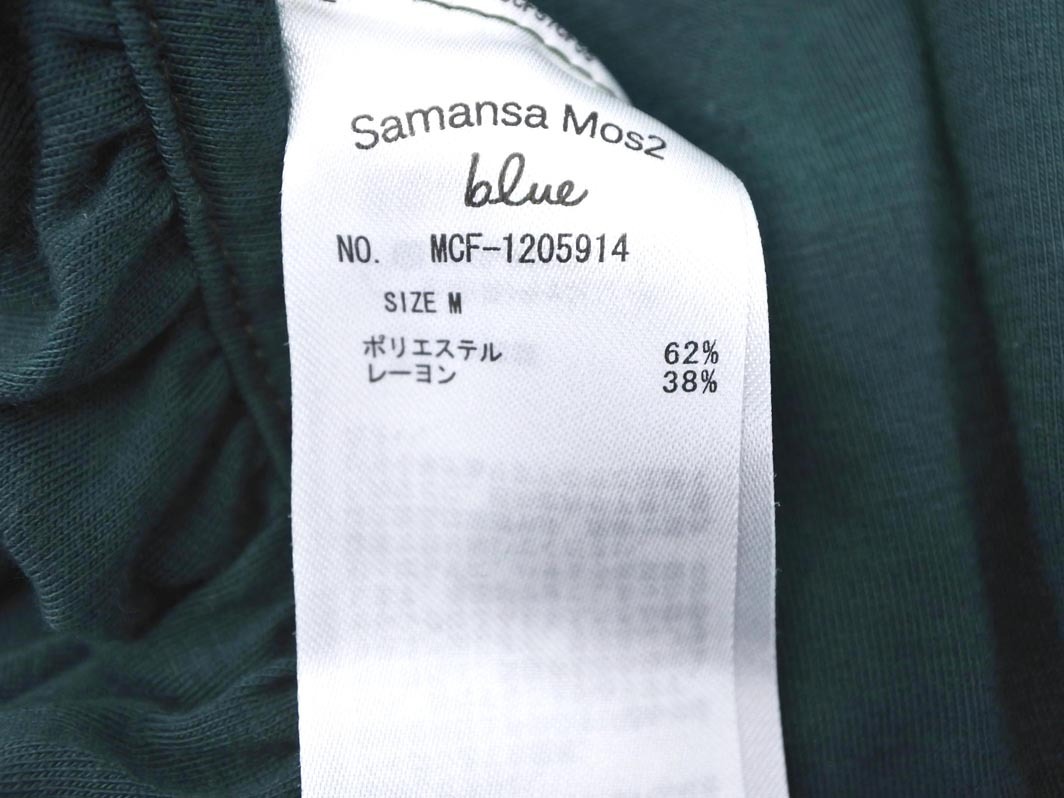 Samansa Mos2
blue
NO. MCF-1205914
SIZE M
ポリエステル 62%
レーヨン 38%